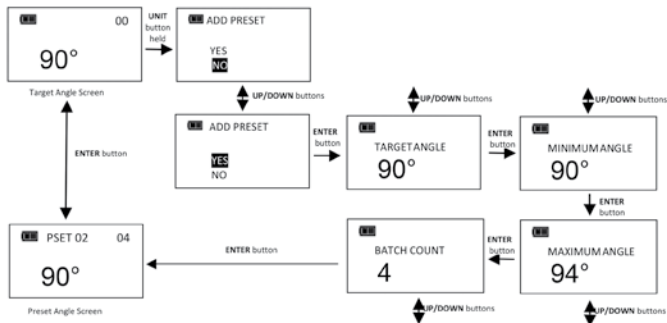 00
90°
Target Angle Screen
UNIT
button
held
ADD PRESET
YES
NO
UP/DOWN buttons
ADD PRESET
YES
NO
ENTER
button
UP/DOWN buttons
TARGET ANGLE
90°
ENTER
button
UP/DOWN buttons
MINIMUM ANGLE
90°
ENTER button
ENTER
button
PSET 02 04
90°
Preset Angle Screen
ENTER button
BATCH COUNT
4
UP/DOWN buttons
ENTER
button
MAXIMUM ANGLE
94°
UP/DOWN buttons